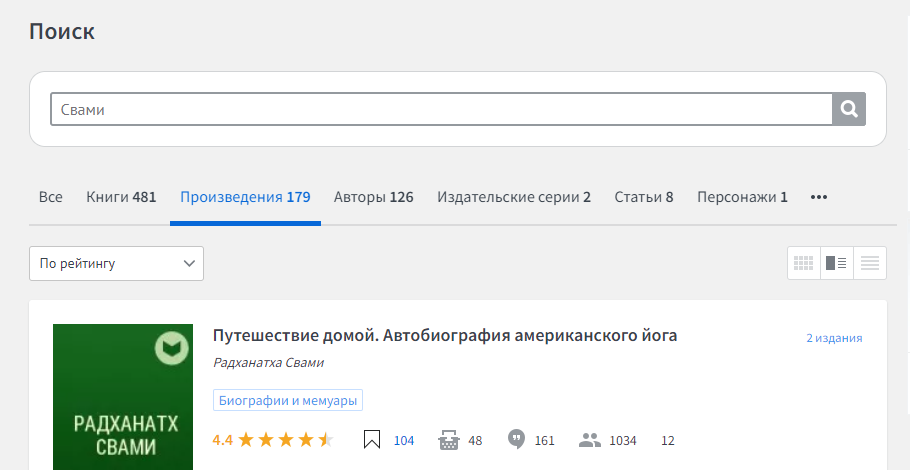 Поиск
Свами
Все Книги 481 Произведения 179 Авторы 126 Издательские серии 2 Статьи 8 Персонажи 1 •••
По рейтингу
Путешествие домой. Автобиография американского йога 2 издания
Радханатха Свами
Биографии и мемуары
4.4 104 48 161 1034 12
РАДХАНАТХ
СВАМИ